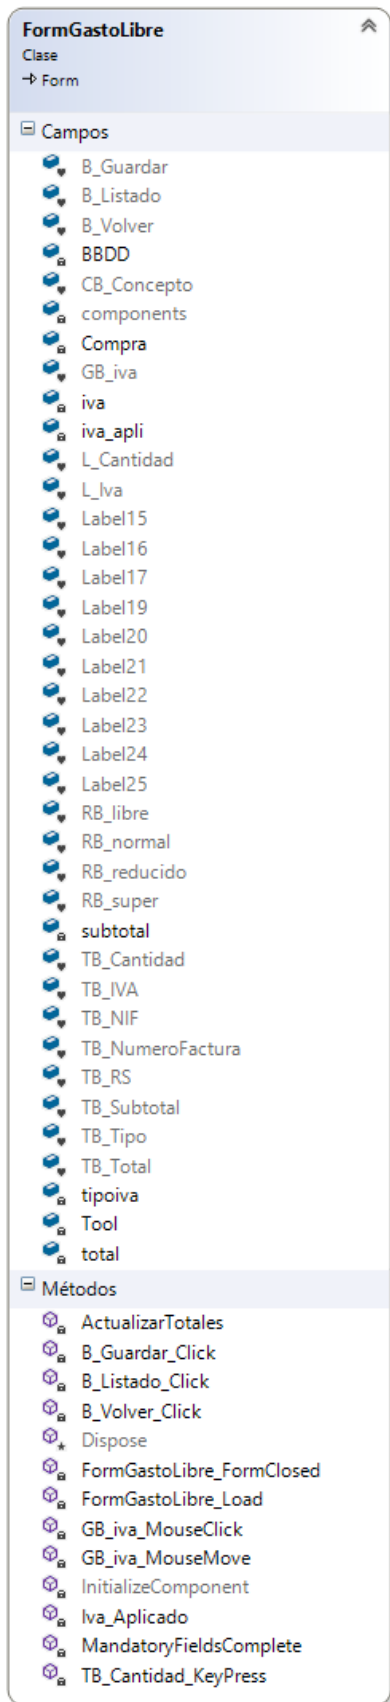 FormGastoLibre
Clase
Form
Campos
B_Guardar
B_Listado
B_Volver
BBDD
CB_Concepto
components
Compra
GB_iva
iva
iva_apli
L_Cantidad
L_Iva
Label15
Label16
Label17
Label19
Label20
Label21
Label22
Label23
Label24
Label25
RB_libre
RB_normal
RB_reducido
RB_super
subtotal
TB_Cantidad
TB_IVA
TB_NIF
TB_NumeroFactura
TB_RS
TB_Subtotal
TB_Tipo
TB_Total
tipoiva
Tool
total
Métodos
ActualizarTotales
B_Guardar_Click
B_Listado_Click
B_Volver_Click
Dispose
FormGastoLibre_FormClosed
FormGastoLibre_Load
GB_iva_MouseClick
GB_iva_MouseMove
InitializeComponent
Iva_Aplicado
MandatoryFieldsComplete
TB_Cantidad_KeyPress